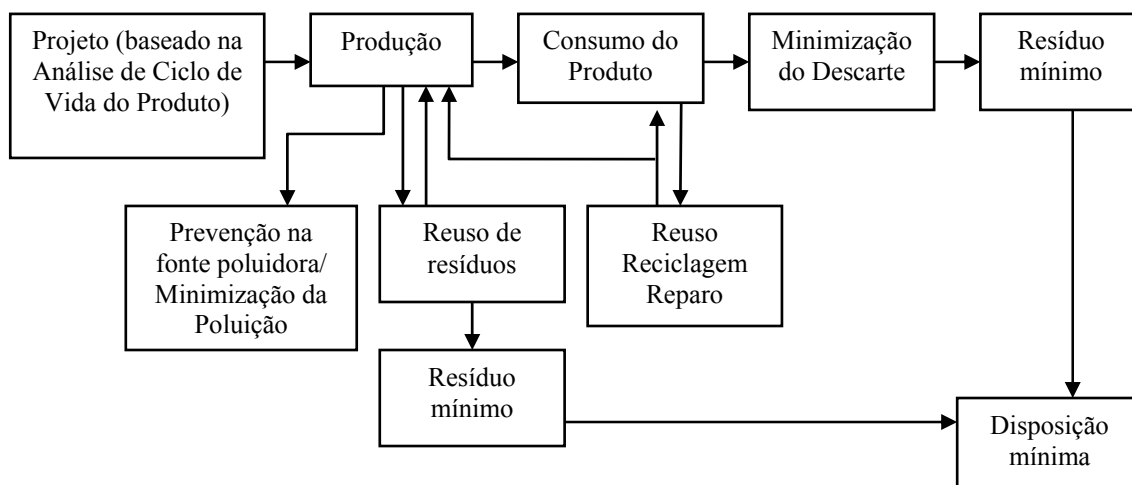 Projeto (baseado na
Análise de Ciclo de
Vida do Produto)
Produção
Consumo do
Produto
Minimização
do Descarte
Resíduo
mínimo
Prevenção na
fonte poluidora/
Minimização da
Poluição
Reuso de
resíduos
Reuso
Reciclagem
Reparo
Resíduo
mínimo
Disposição
mínima